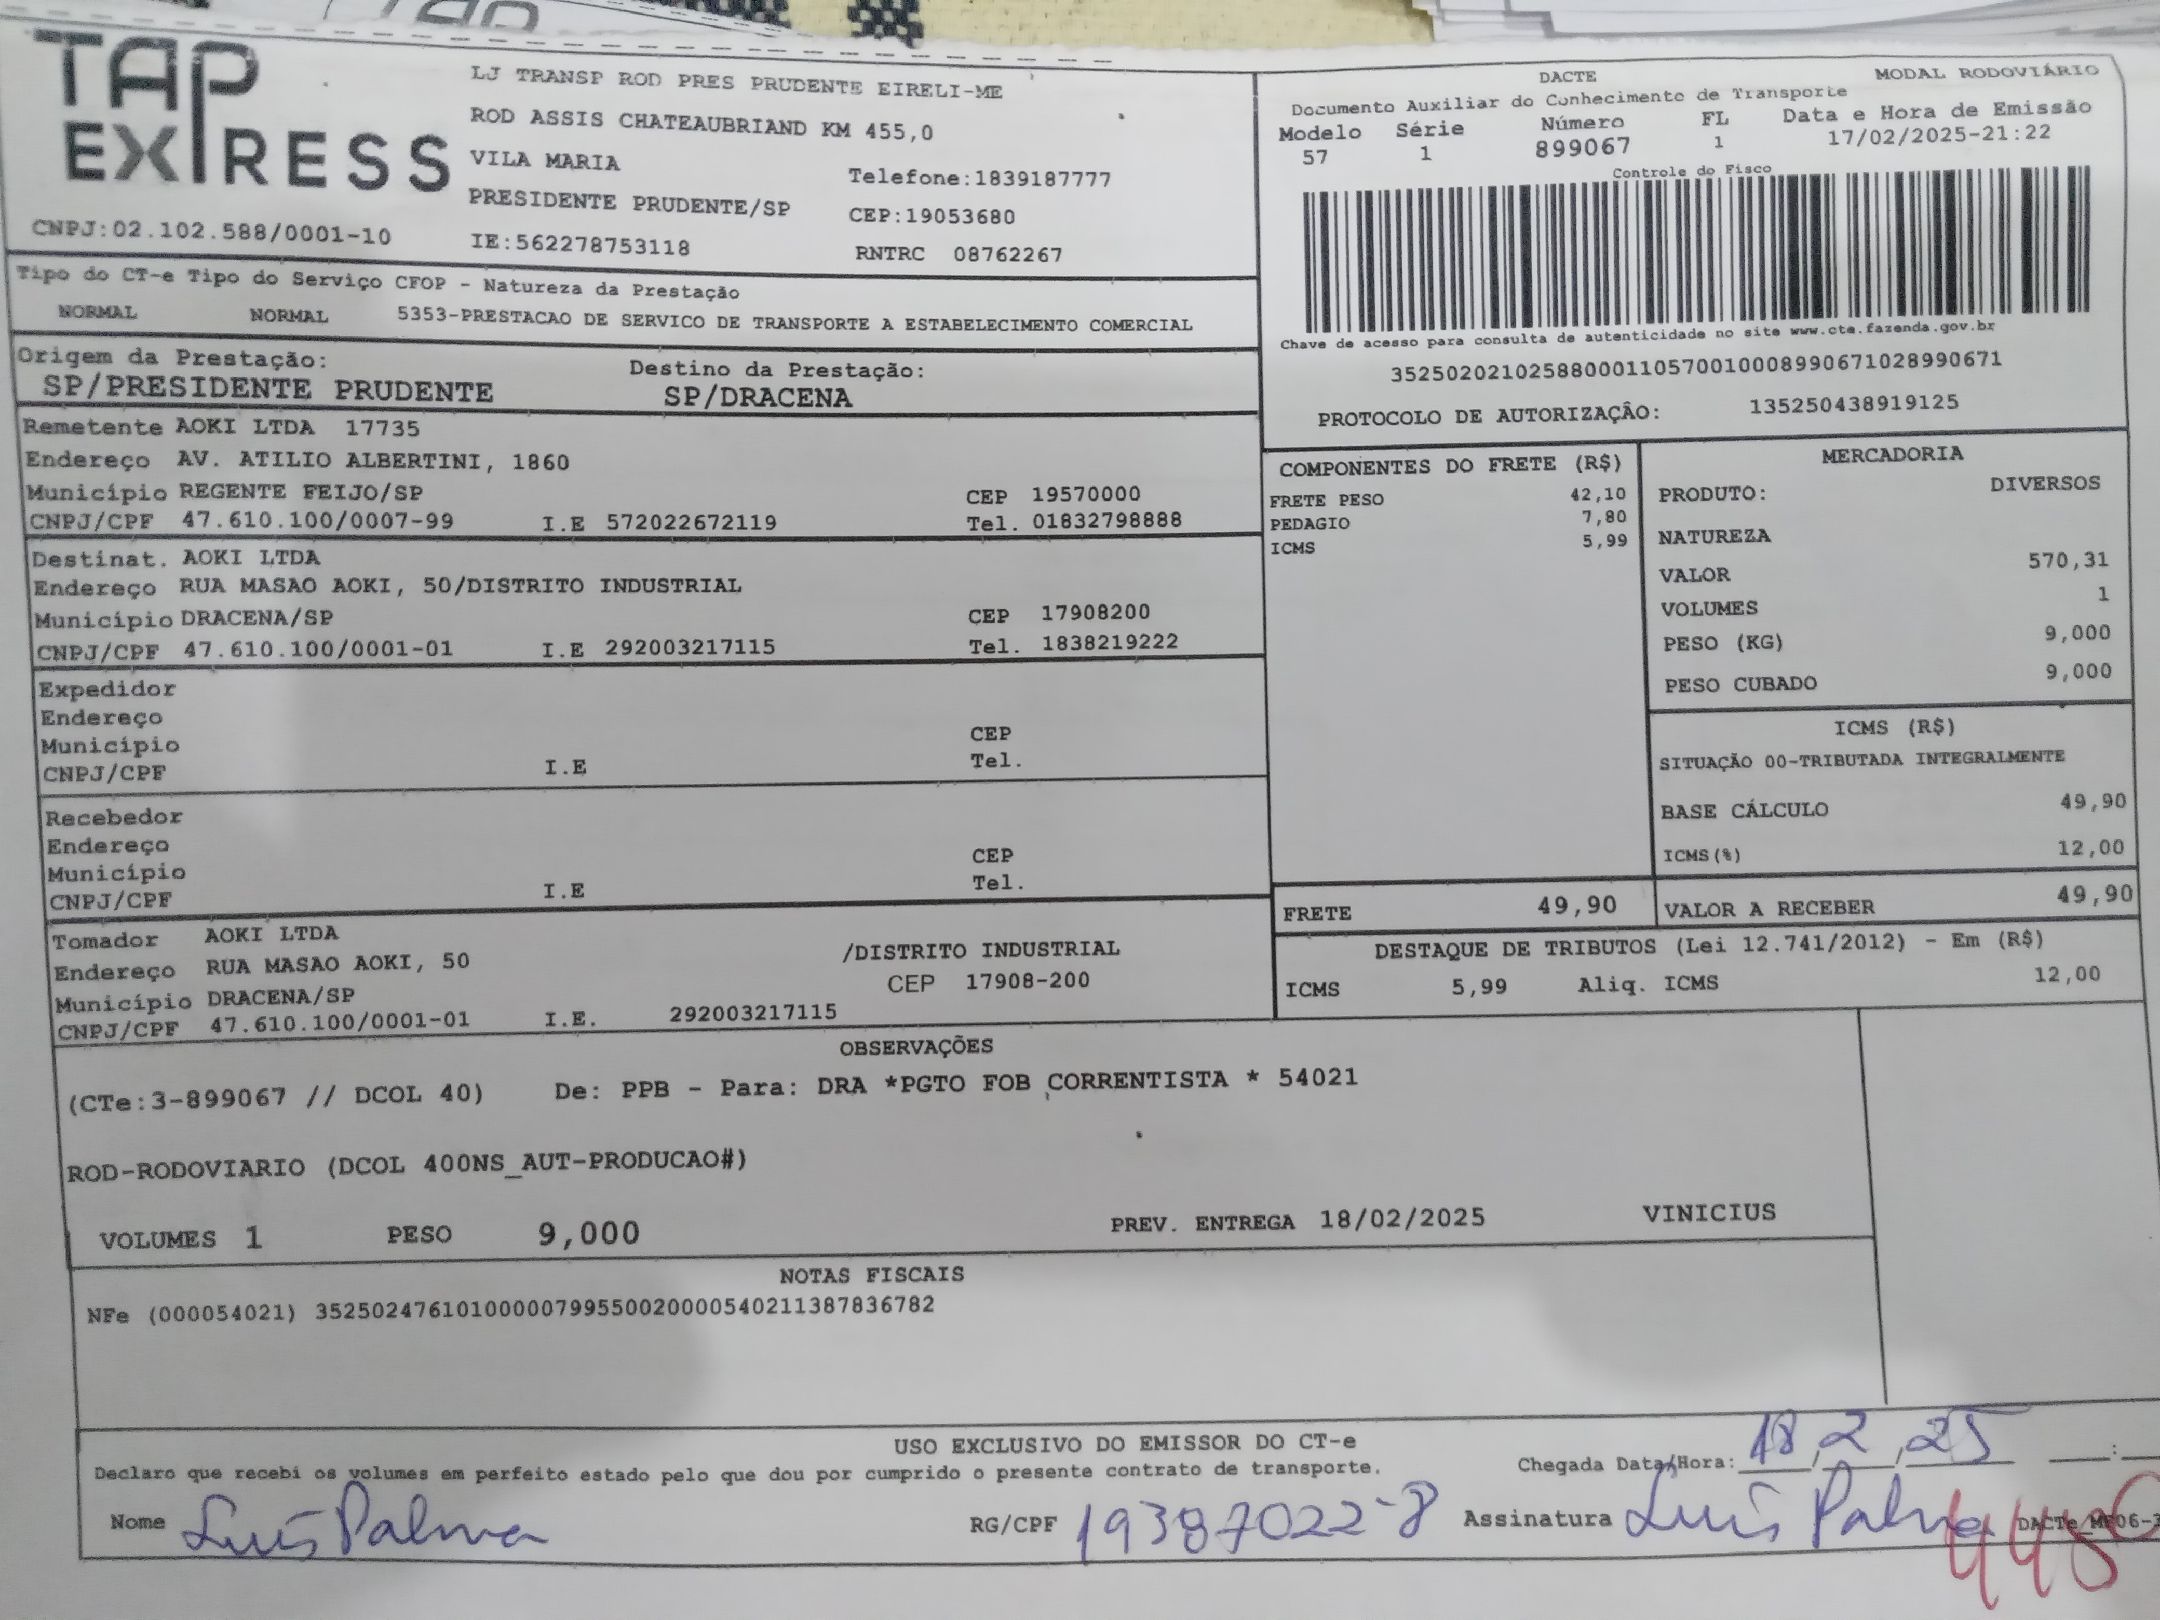 TAP
EXPRESS
CNPJ:02.102.588/0001-10
LJ TRANSP ROD PRES PRUDENTE EIRELI-ME
ROD ASSIS CHATEAUBRIAND KM 455,0
VILA MARIA
Telefone:1839187777
PRESIDENTE PRUDENTE/SP CEP:19053680
IE:562278753118 RNTRC 08762267
DACTE MODAL RODOVIÁRIO
Documento Auxiliar do Conhecimento de Transporte
Modelo Série Número FL Data e Hora de Emissão
57 1 899067 1 17/02/2025-21:22
Controle do Fisco
Chave de acesso para consulta de autenticidade no site www.cte.fazenda.gov.br
35250202102588000110570010008990671028990671
PROTOCOLO DE AUTORIZAÇÃO: 135250438919125
Tipo do CT-e Tipo do Serviço CFOP - Natureza da Prestação
NORMAL NORMAL 5353-PRESTACAO DE SERVICO DE TRANSPORTE A ESTABELECIMENTO COMERCIAL
Origem da Prestação: Destino da Prestação:
SP/PRESIDENTE PRUDENTE SP/DRACENA
Remetente AOKI LTDA 17735
Endereço AV. ATILIO ALBERTINI, 1860
Município REGENTE FEIJO/SP CEP 19570000
CNPJ/CPF 47.610.100/0007-99 I.E 572022672119 Tel. 01832798888
Destinat. AOKI LTDA
Endereço RUA MASAO AOKI, 50/DISTRITO INDUSTRIAL
Município DRACENA/SP CEP 17908200
CNPJ/CPF 47.610.100/0001-01 I.E 292003217115 Tel. 1838219222
Expedidor
Endereço
Município CEP
CNPJ/CPF I.E Tel.
Recebedor
Endereço
Município CEP
CNPJ/CPF I.E Tel.
Tomador AOKI LTDA
Endereço RUA MASAO AOKI, 50 /DISTRITO INDUSTRIAL
Município DRACENA/SP CEP 17908-200
CNPJ/CPF 47.610.100/0001-01 I.E. 292003217115
COMPONENTES DO FRETE (R$)
FRETE PESO 42,10
PEDAGIO 7,80
ICMS 5,99
FRETE 49,90
MERCADORIA
PRODUTO: DIVERSOS
NATUREZA
VALOR 570,31
VOLUMES 1
PESO (KG) 9,000
PESO CUBADO 9,000
ICMS (R$)
SITUAÇÃO 00-TRIBUTADA INTEGRALMENTE
BASE CÁLCULO 49,90
ICMS(%) 12,00
VALOR A RECEBER 49,90
DESTAQUE DE TRIBUTOS (Lei 12.741/2012) - Em (R$)
ICMS 5,99 Aliq. ICMS 12,00
OBSERVAÇÕES
(CTe:3-899067 // DCOL 40) De: PPB - Para: DRA *PGTO FOB CORRENTISTA * 54021
ROD-RODOVIARIO (DCOL 400NS_AUT-PRODUCAO#)
VOLUMES 1 PESO 9,000 PREV. ENTREGA 18/02/2025 VINICIUS
NOTAS FISCAIS
NFe (000054021) 35250247610100000799550020000540211387836782
USO EXCLUSIVO DO EMISSOR DO CT-e
Declaro que recebi os volumes em perfeito estado pelo que dou por cumprido o presente contrato de transporte. Chegada Data/Hora: 18/2/25 :
Nome Luís Palma RG/CPF 19387022-8 Assinatura Luís Palma